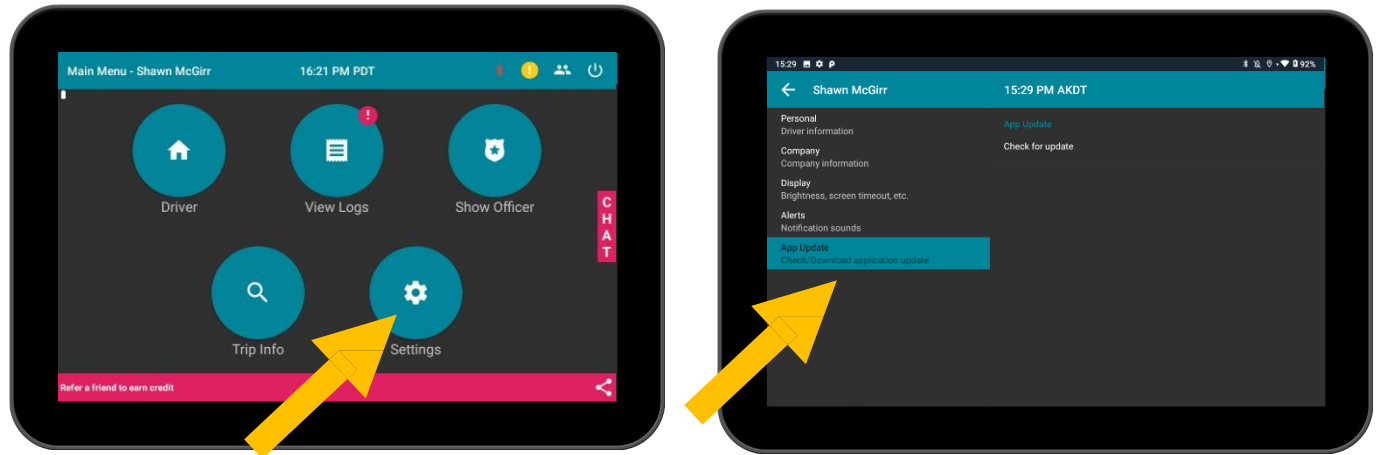 Main Menu - Shawn McGirr 16:21 PM PDT
!
!
Driver View Logs Show Officer
C
H
A
T
Trip Info Settings
Refer a friend to earn credit
15:29 92%
Shawn McGirr 15:29 PM AKDT
Personal
Driver information
Company
Company information
Display
Brightness, screen timeout, etc.
Alerts
Notification sounds
App Update
Check/Download application update
App Update
Check for update